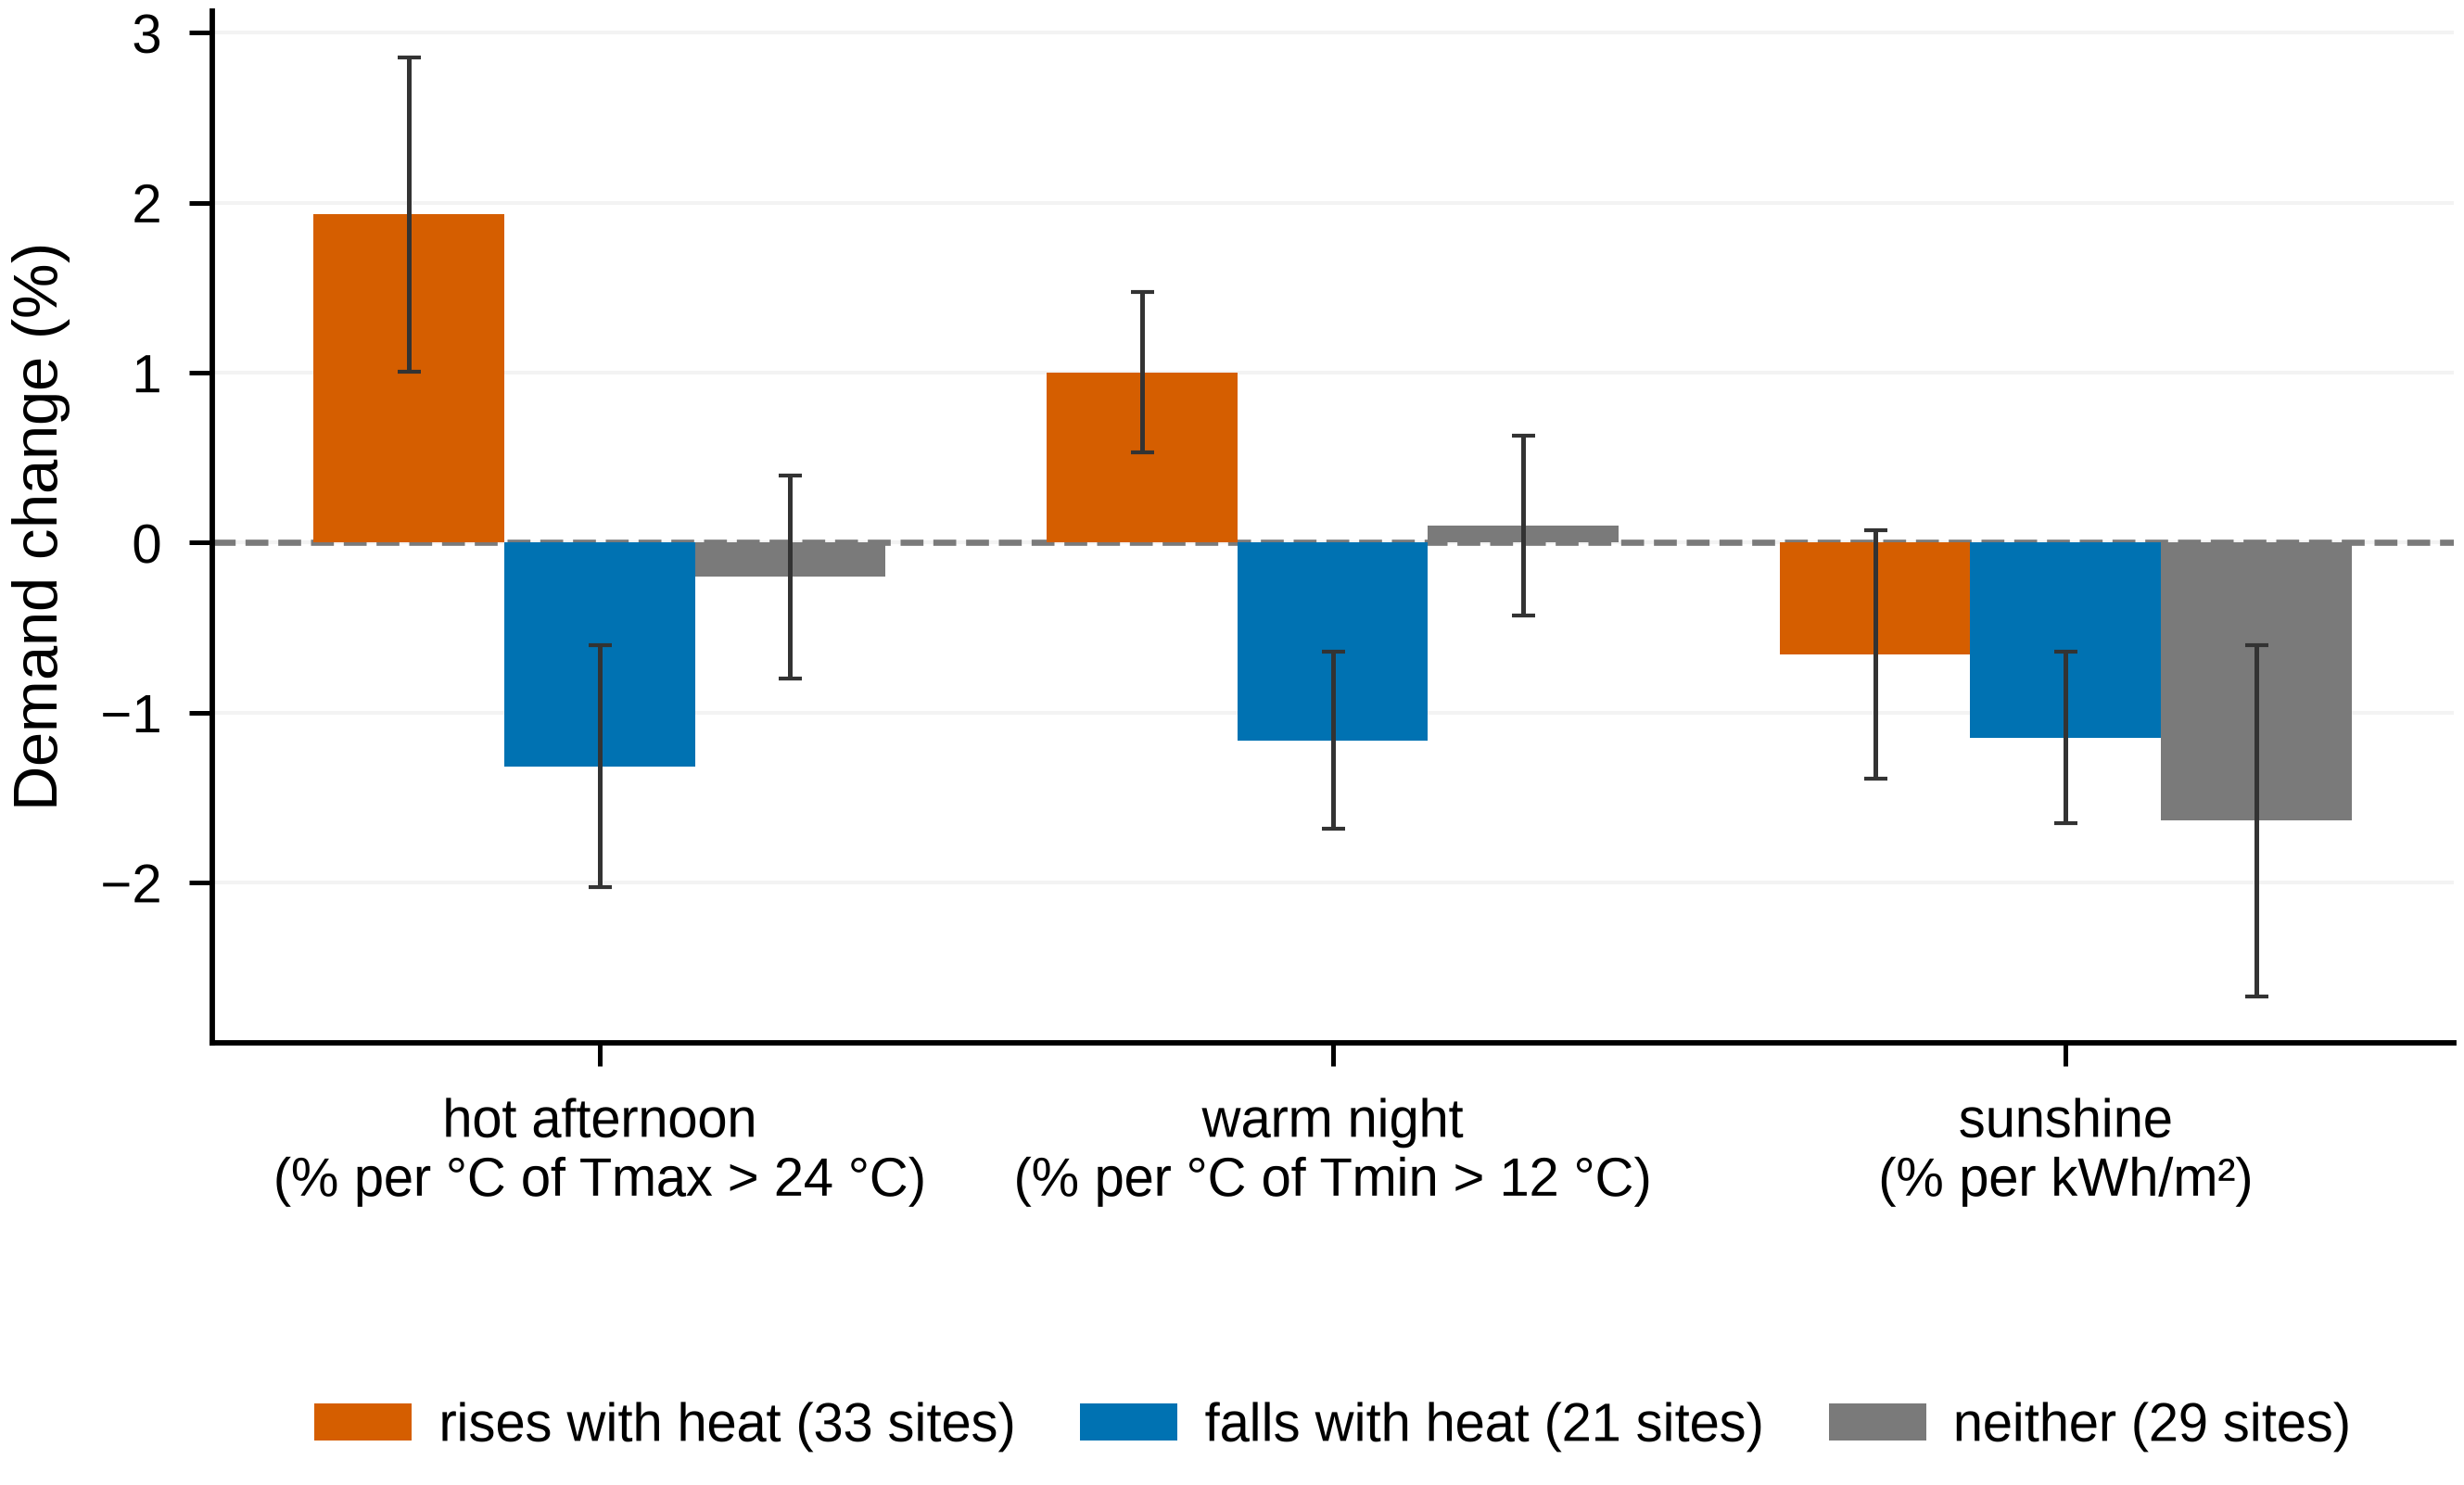 Demand change (%)
3
2
1
0
−1
−2
hot afternoon
(% per °C of Tmax > 24 °C)
warm night
(% per °C of Tmin > 12 °C)
sunshine
(% per kWh/m²)
rises with heat (33 sites)
falls with heat (21 sites)
neither (29 sites)